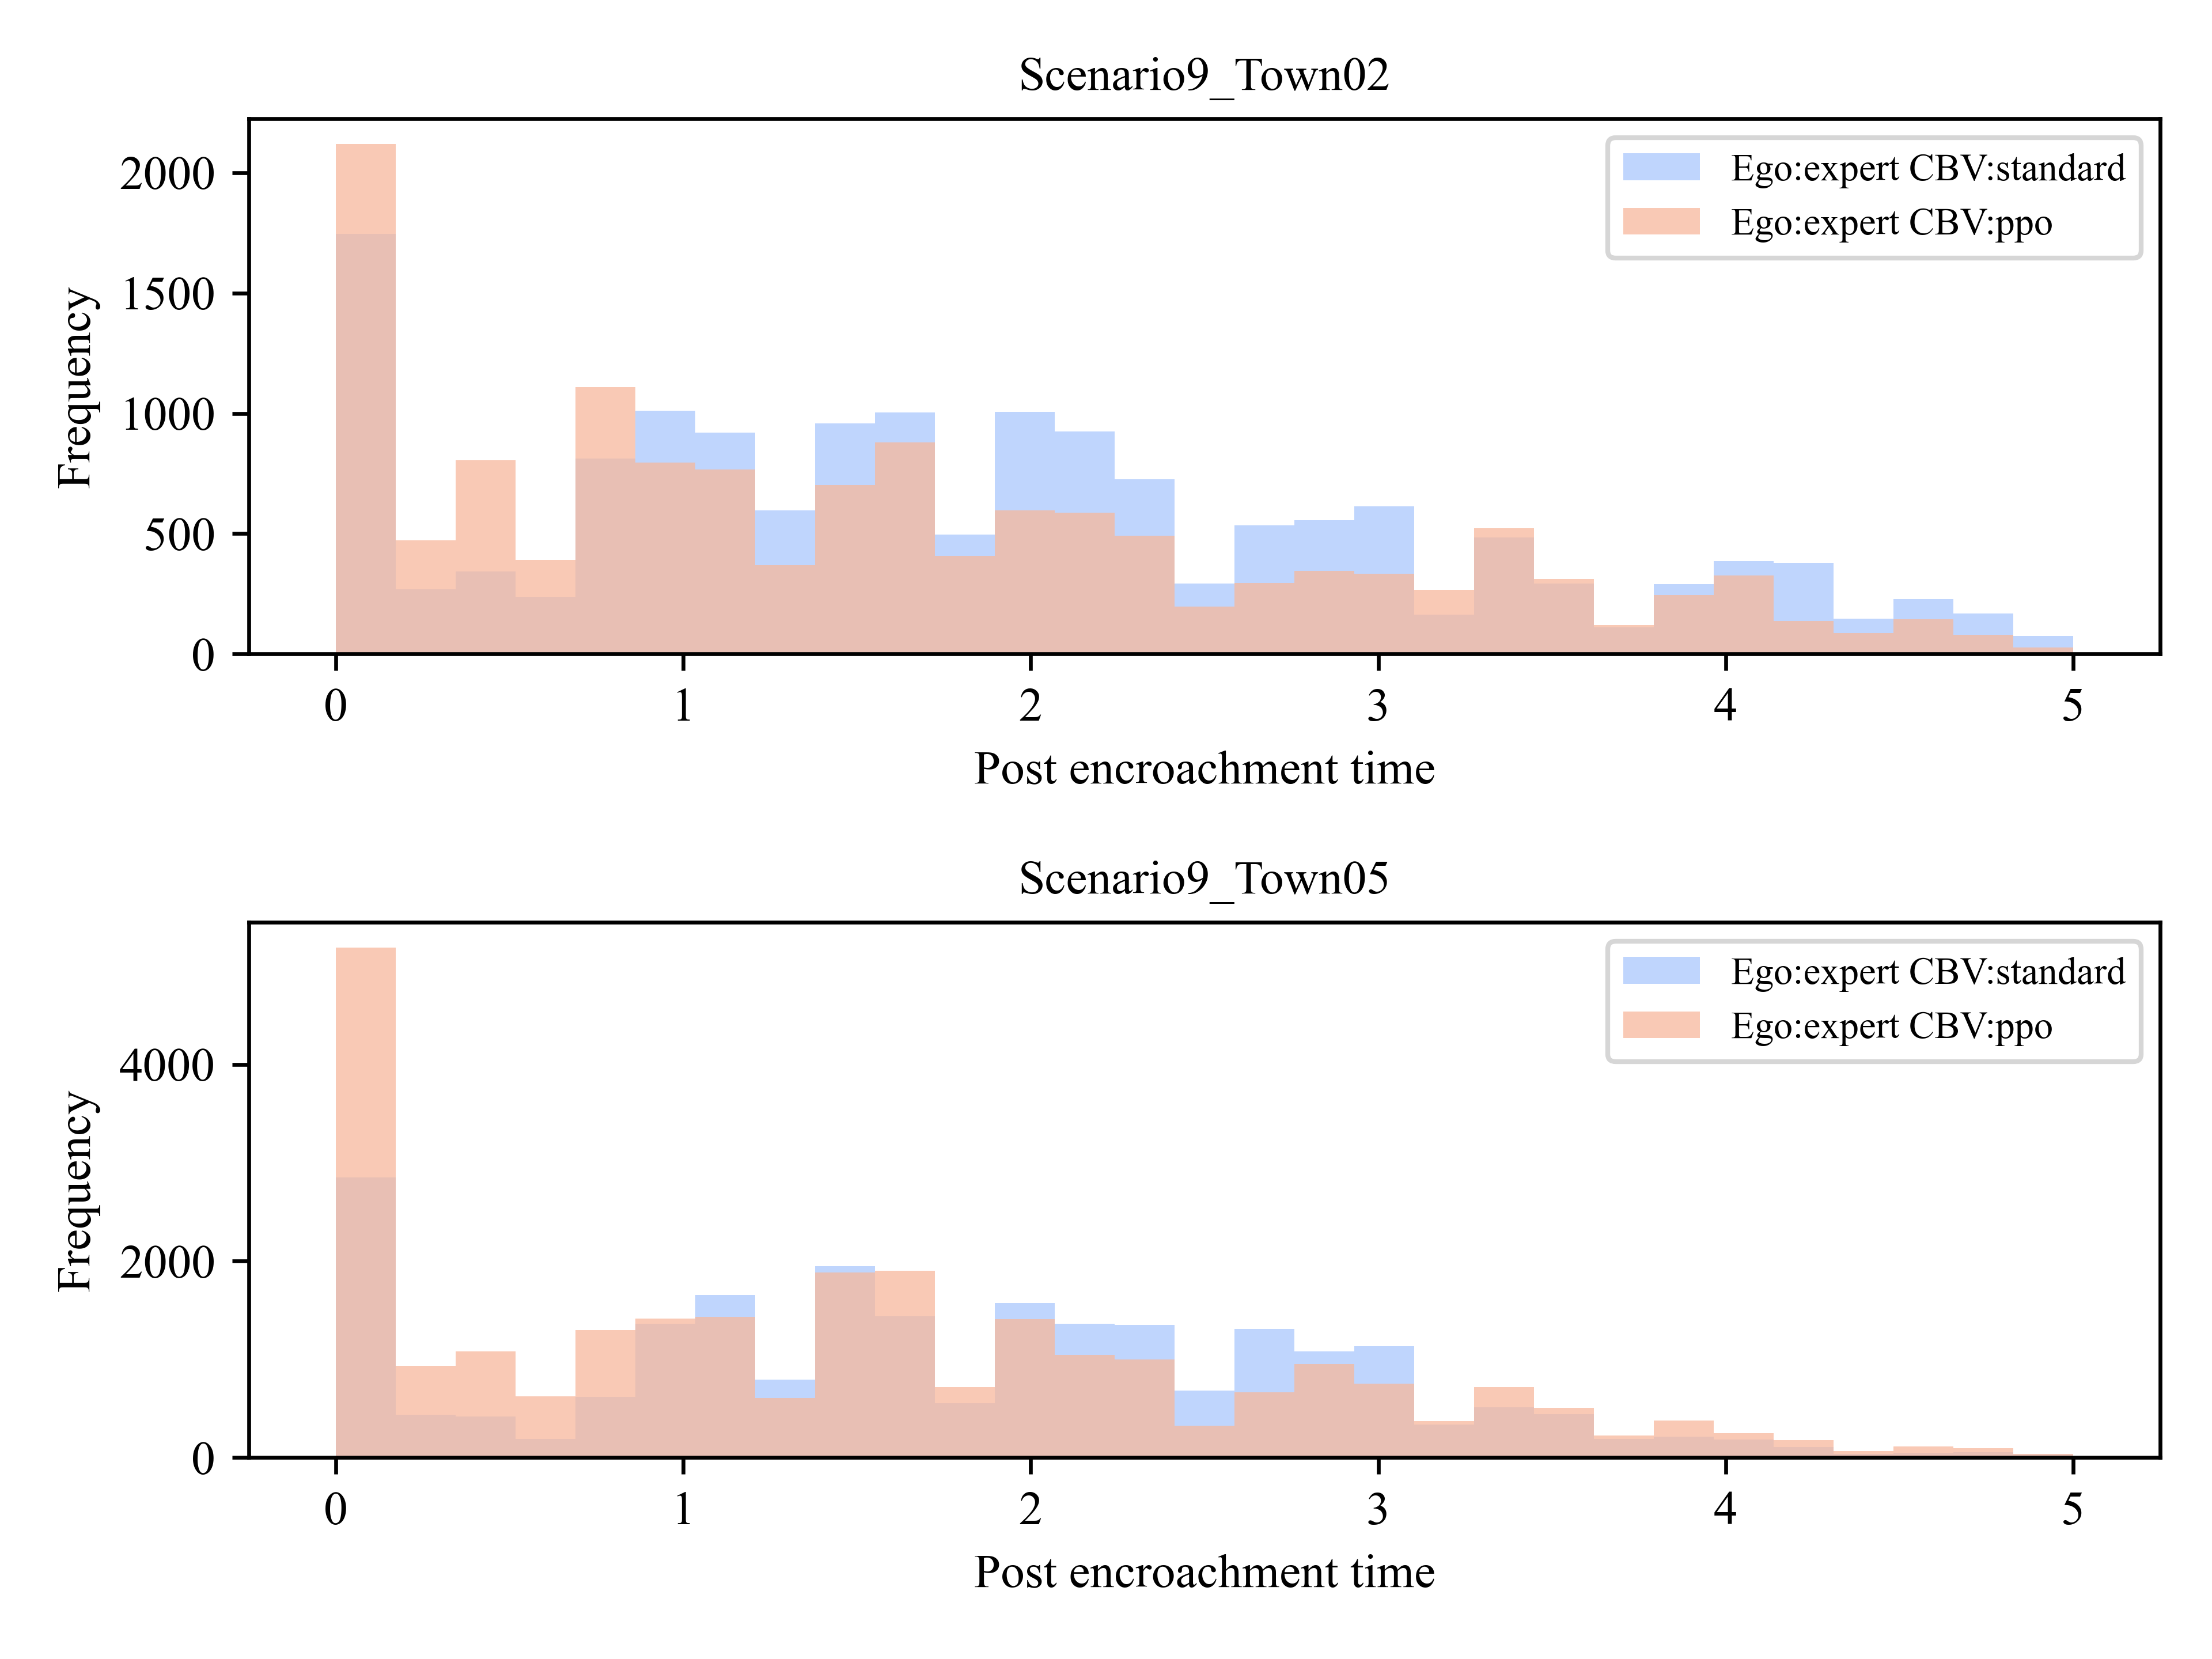 Scenario9_Town02
Frequency
2000
1500
1000
500
0
Ego:expert CBV:standard
Ego:expert CBV:ppo
0 1 2 3 4 5
Post encroachment time
Scenario9_Town05
Frequency
4000
2000
0
Ego:expert CBV:standard
Ego:expert CBV:ppo
0 1 2 3 4 5
Post encroachment time